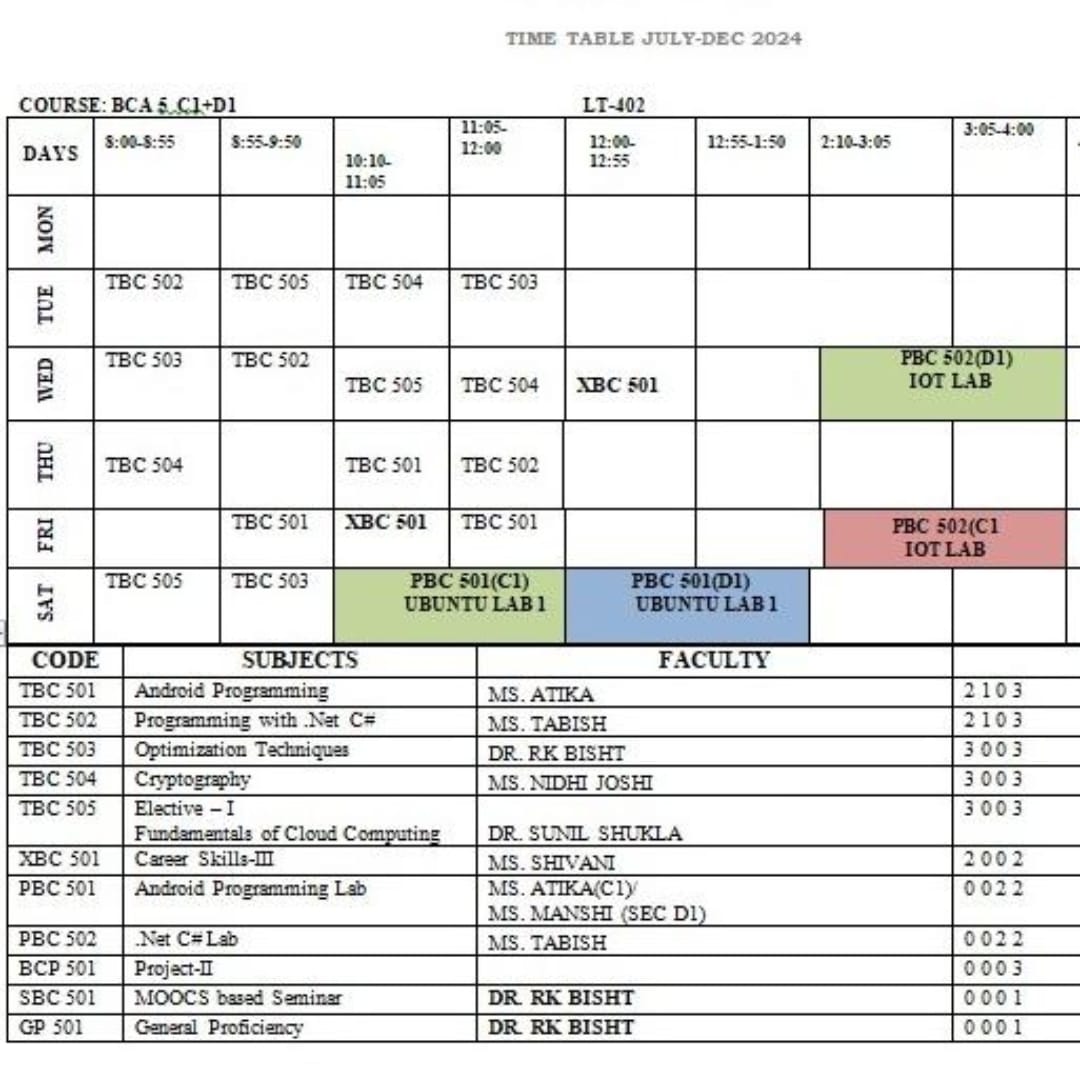 TIME TABLE JULY-DEC 2024
COURSE: BCA 5 C1+D1 LT-402
DAYS 8:00-8:55 8:55-9:50 10:10-11:05 11:05-12:00 12:00-12:55 12:55-1:50 2:10-3:05 3:05-4:00
MON
TUE TBC 502 TBC 505 TBC 504 TBC 503
WED TBC 503 TBC 502 TBC 505 TBC 504 XBC 501 PBC 502(D1) IOT LAB
THU TBC 504 TBC 501 TBC 502
FRI TBC 501 XBC 501 TBC 501 PBC 502(C1 IOT LAB
SAT TBC 505 TBC 503 PBC 501(C1) UBUNTU LAB 1 PBC 501(D1) UBUNTU LAB 1
CODE SUBJECTS FACULTY
TBC 501 Android Programming MS. ATIKA 2 1 0 3
TBC 502 Programming with .Net C# MS. TABISH 2 1 0 3
TBC 503 Optimization Techniques DR. RK BISHT 3 0 0 3
TBC 504 Cryptography MS. NIDHI JOSHI 3 0 0 3
TBC 505 Elective – I 3 0 0 3
Fundamentals of Cloud Computing DR. SUNIL SHUKLA
XBC 501 Career Skills-III MS. SHIVANI 2 0 0 2
PBC 501 Android Programming Lab MS. ATIKA(C1)/ 0 0 2 2
MS. MANSHI (SEC D1)
PBC 502 .Net C# Lab MS. TABISH 0 0 2 2
BCP 501 Project-II 0 0 0 3
SBC 501 MOOCS based Seminar DR. RK BISHT 0 0 0 1
GP 501 General Proficiency DR. RK BISHT 0 0 0 1